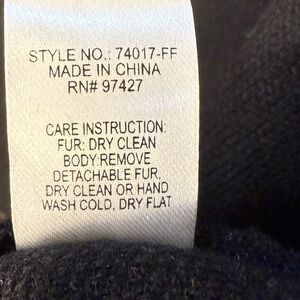 STYLE NO.: 74017-FF
MADE IN CHINA
RN# 97427
CARE INSTRUCTION:
FUR: DRY CLEAN
BODY:REMOVE
DETACHABLE FUR,
DRY CLEAN OR HAND
WASH COLD, DRY FLAT